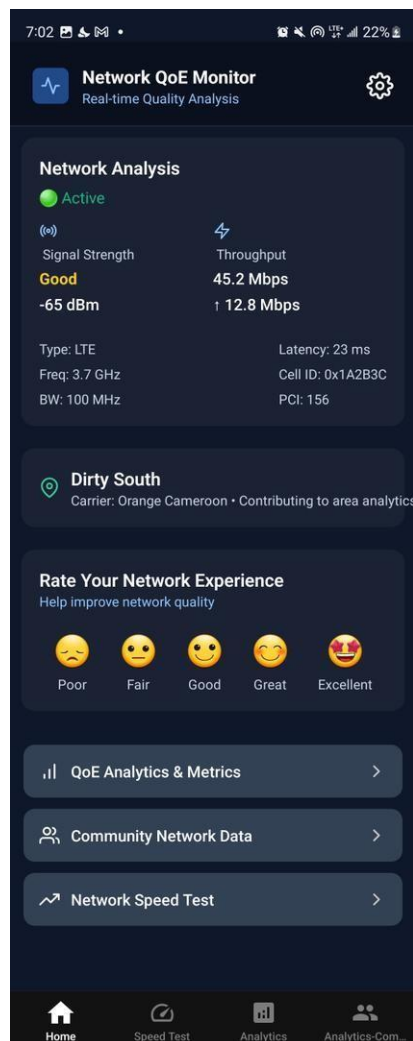 7:02
LTE+ 22%
Network QoE Monitor
Real-time Quality Analysis
Network Analysis
Active
Signal Strength Throughput
Good 45.2 Mbps
-65 dBm ↑ 12.8 Mbps
Type: LTE Latency: 23 ms
Freq: 3.7 GHz Cell ID: 0x1A2B3C
BW: 100 MHz PCI: 156
Dirty South
Carrier: Orange Cameroon • Contributing to area analytics
Rate Your Network Experience
Help improve network quality
Poor Fair Good Great Excellent
QoE Analytics & Metrics
Community Network Data
Network Speed Test
Home Speed Test Analytics Analytics-Com...